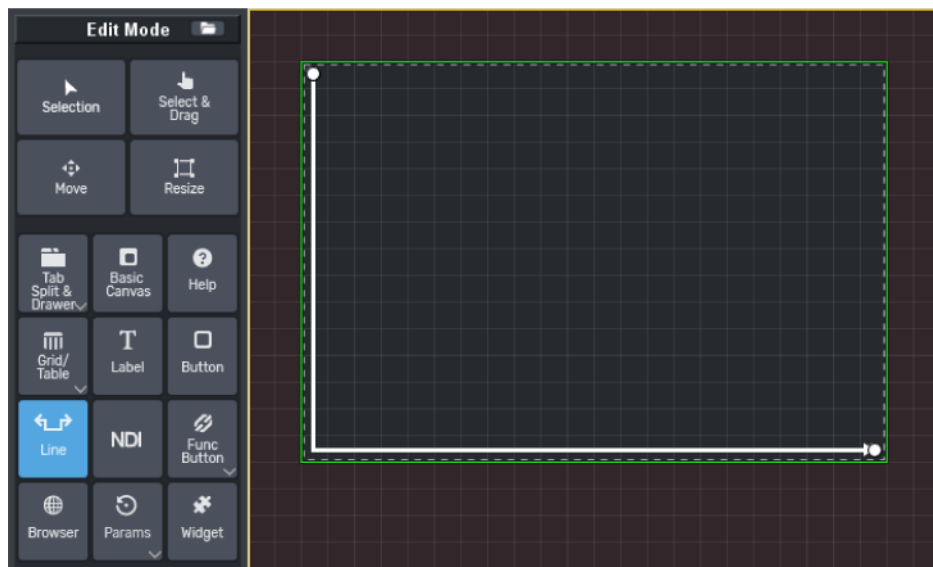 Edit Mode
Selection
Select &
Drag
Move
Resize
Tab
Split &
Drawer
Basic
Canvas
Help
Grid/
Table
Label
Button
Line
NDI
Func
Button
Browser
Params
Widget